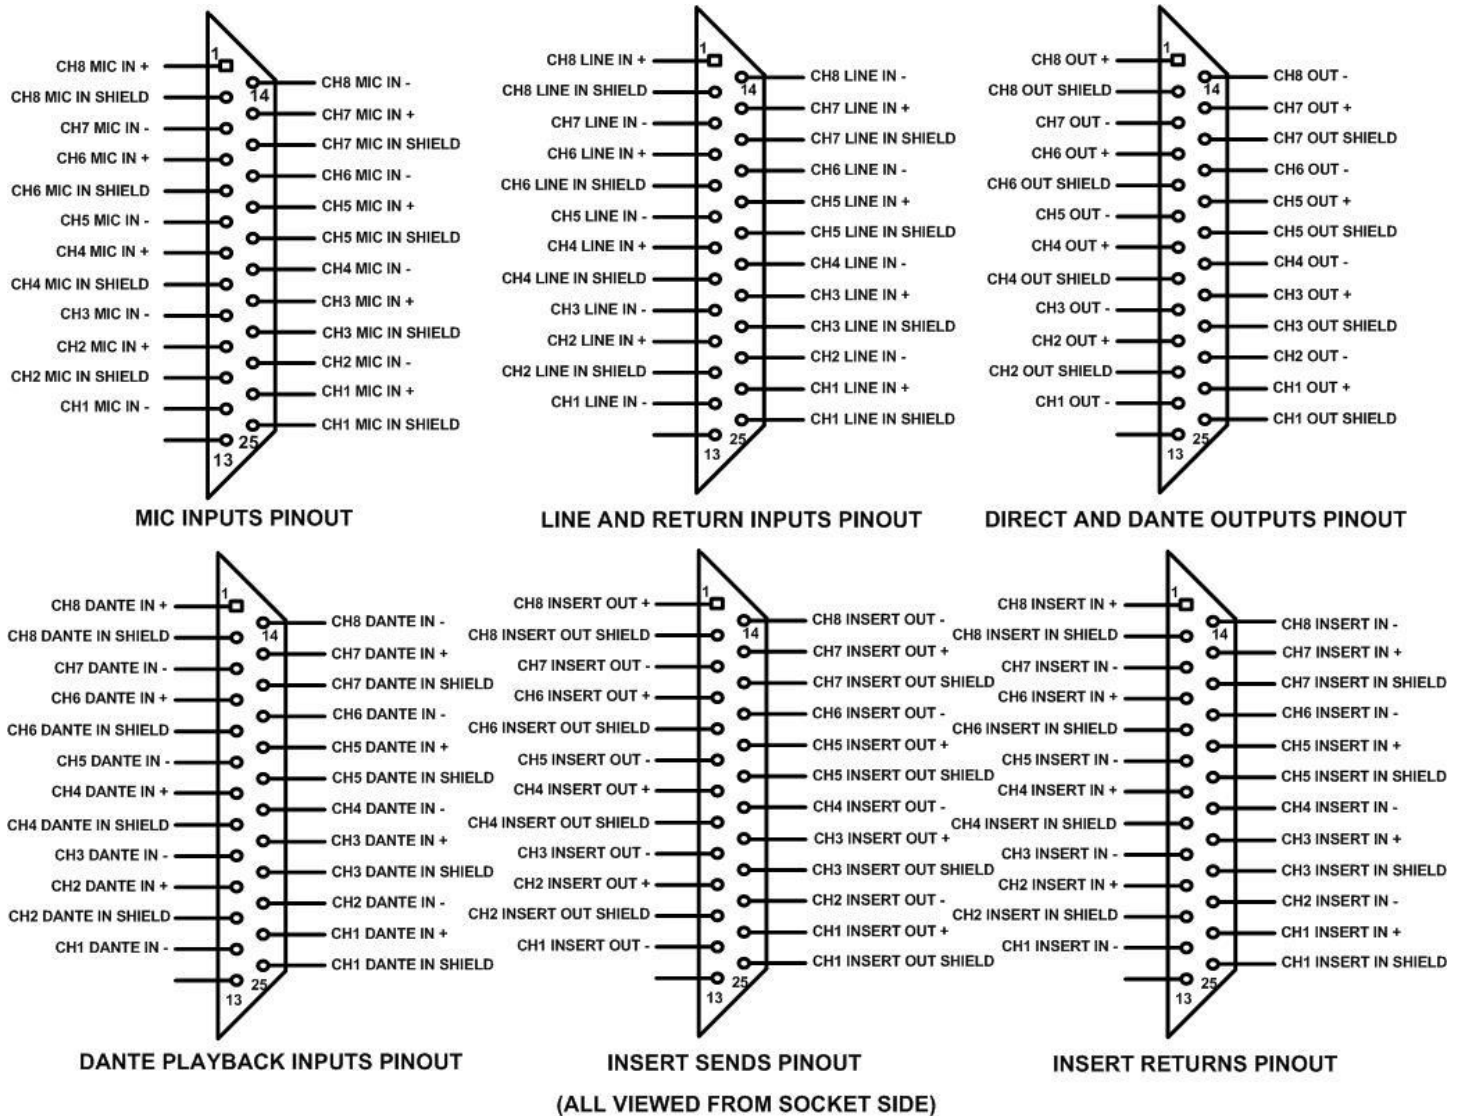 1
CH8 MIC IN +
CH8 MIC IN SHIELD
CH7 MIC IN -
CH6 MIC IN +
CH6 MIC IN SHIELD
CH5 MIC IN -
CH4 MIC IN +
CH4 MIC IN SHIELD
CH3 MIC IN -
CH2 MIC IN +
CH2 MIC IN SHIELD
CH1 MIC IN -
13
CH8 MIC IN -
14
CH7 MIC IN +
CH7 MIC IN SHIELD
CH6 MIC IN -
CH5 MIC IN +
CH5 MIC IN SHIELD
CH4 MIC IN -
CH3 MIC IN +
CH3 MIC IN SHIELD
CH2 MIC IN -
CH1 MIC IN +
CH1 MIC IN SHIELD
25
MIC INPUTS PINOUT
1
CH8 LINE IN +
CH8 LINE IN SHIELD
CH7 LINE IN -
CH6 LINE IN +
CH6 LINE IN SHIELD
CH5 LINE IN -
CH4 LINE IN +
CH4 LINE IN SHIELD
CH3 LINE IN -
CH2 LINE IN +
CH2 LINE IN SHIELD
CH1 LINE IN -
13
CH8 LINE IN -
14
CH7 LINE IN +
CH7 LINE IN SHIELD
CH6 LINE IN -
CH5 LINE IN +
CH5 LINE IN SHIELD
CH4 LINE IN -
CH3 LINE IN +
CH3 LINE IN SHIELD
CH2 LINE IN -
CH1 LINE IN +
CH1 LINE IN SHIELD
25
LINE AND RETURN INPUTS PINOUT
1
CH8 OUT +
CH8 OUT SHIELD
CH7 OUT -
CH6 OUT +
CH6 OUT SHIELD
CH5 OUT -
CH4 OUT +
CH4 OUT SHIELD
CH3 OUT -
CH2 OUT +
CH2 OUT SHIELD
CH1 OUT -
13
CH8 OUT -
14
CH7 OUT +
CH7 OUT SHIELD
CH6 OUT -
CH5 OUT +
CH5 OUT SHIELD
CH4 OUT -
CH3 OUT +
CH3 OUT SHIELD
CH2 OUT -
CH1 OUT +
CH1 OUT SHIELD
25
DIRECT AND DANTE OUTPUTS PINOUT
1
CH8 DANTE IN +
CH8 DANTE IN SHIELD
CH7 DANTE IN -
CH6 DANTE IN +
CH6 DANTE IN SHIELD
CH5 DANTE IN -
CH4 DANTE IN +
CH4 DANTE IN SHIELD
CH3 DANTE IN -
CH2 DANTE IN +
CH2 DANTE IN SHIELD
CH1 DANTE IN -
13
CH8 DANTE IN -
14
CH7 DANTE IN +
CH7 DANTE IN SHIELD
CH6 DANTE IN -
CH5 DANTE IN +
CH5 DANTE IN SHIELD
CH4 DANTE IN -
CH3 DANTE IN +
CH3 DANTE IN SHIELD
CH2 DANTE IN -
CH1 DANTE IN +
CH1 DANTE IN SHIELD
25
DANTE PLAYBACK INPUTS PINOUT
1
CH8 INSERT OUT +
CH8 INSERT OUT SHIELD
CH7 INSERT OUT -
CH6 INSERT OUT +
CH6 INSERT OUT SHIELD
CH5 INSERT OUT -
CH4 INSERT OUT +
CH4 INSERT OUT SHIELD
CH3 INSERT OUT -
CH2 INSERT OUT +
CH2 INSERT OUT SHIELD
CH1 INSERT OUT -
13
CH8 INSERT OUT -
14
CH7 INSERT OUT +
CH7 INSERT OUT SHIELD
CH6 INSERT OUT -
CH5 INSERT OUT +
CH5 INSERT OUT SHIELD
CH4 INSERT OUT -
CH3 INSERT OUT +
CH3 INSERT OUT SHIELD
CH2 INSERT OUT -
CH1 INSERT OUT +
CH1 INSERT OUT SHIELD
25
INSERT SENDS PINOUT
1
CH8 INSERT IN +
CH8 INSERT IN SHIELD
CH7 INSERT IN -
CH6 INSERT IN +
CH6 INSERT IN SHIELD
CH5 INSERT IN -
CH4 INSERT IN +
CH4 INSERT IN SHIELD
CH3 INSERT IN -
CH2 INSERT IN +
CH2 INSERT IN SHIELD
CH1 INSERT IN -
13
CH8 INSERT IN -
14
CH7 INSERT IN +
CH7 INSERT IN SHIELD
CH6 INSERT IN -
CH5 INSERT IN +
CH5 INSERT IN SHIELD
CH4 INSERT IN -
CH3 INSERT IN +
CH3 INSERT IN SHIELD
CH2 INSERT IN -
CH1 INSERT IN +
CH1 INSERT IN SHIELD
25
INSERT RETURNS PINOUT
(ALL VIEWED FROM SOCKET SIDE)